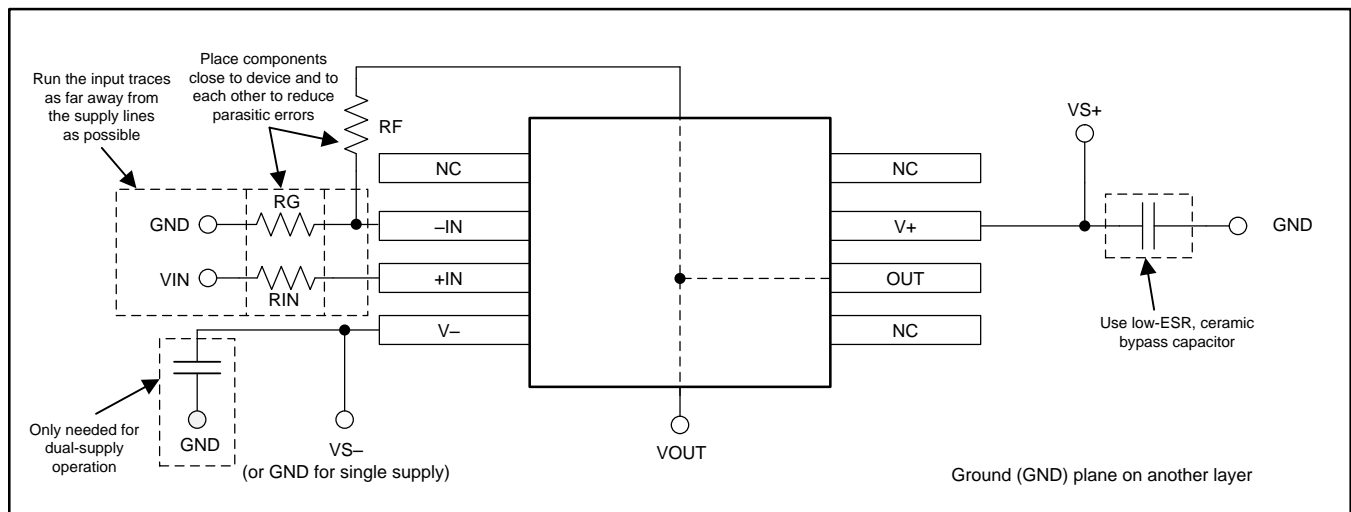 Run the input traces
as far away from
the supply lines
as possible
Place components
close to device and to
each other to reduce
parasitic errors
RF
VS+
NC
NC
RG
GND
–IN
V+
GND
VIN
+IN
OUT
RIN
V–
NC
Use low-ESR, ceramic
bypass capacitor
Only needed for
dual-supply
operation
GND
VS–
(or GND for single supply)
VOUT
Ground (GND) plane on another layer